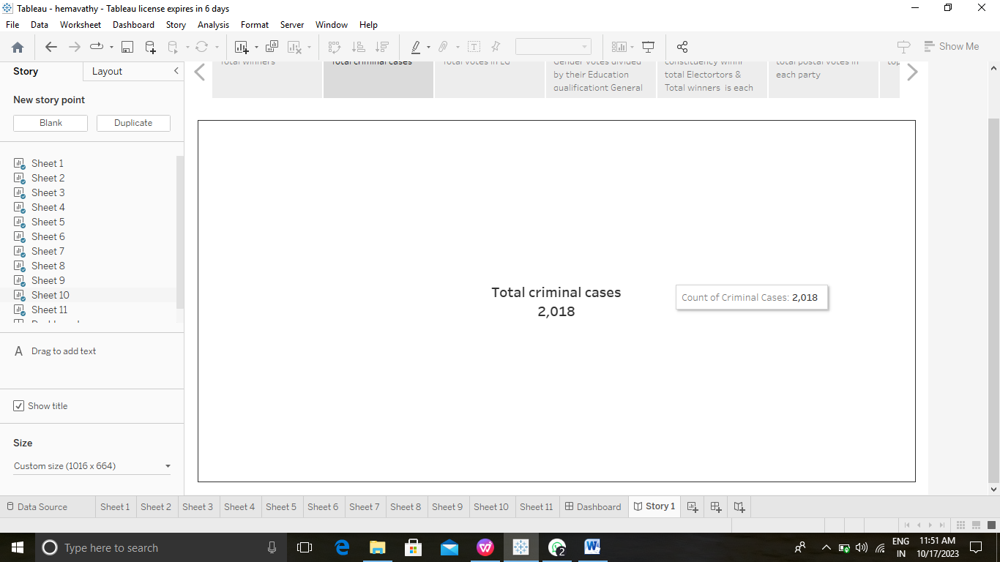 Tableau - hemavathy - Tableau license expires in 6 days
File Data Worksheet Dashboard Story Analysis Format Server Window Help
Show Me
Story Layout
New story point
Blank Duplicate
Sheet 1
Sheet 2
Sheet 3
Sheet 4
Sheet 5
Sheet 6
Sheet 7
Sheet 8
Sheet 9
Sheet 10
Sheet 11
Drag to add text
Show title
Size
Custom size (1016 x 664)
Total winners
Total criminal cases
Total votes in
Gender votes divided
by their Education
qualificationt General
constituency
total Electortors &
Total winners is each
total postal votes in
each party
Total criminal cases
2,018
Count of Criminal Cases: 2,018
Data Source Sheet 1 Sheet 2 Sheet 3 Sheet 4 Sheet 5 Sheet 6 Sheet 7 Sheet 8 Sheet 9 Sheet 10 Sheet 11 Dashboard Story 1
Type here to search
2
ENG
IN
11:51 AM
10/17/2023